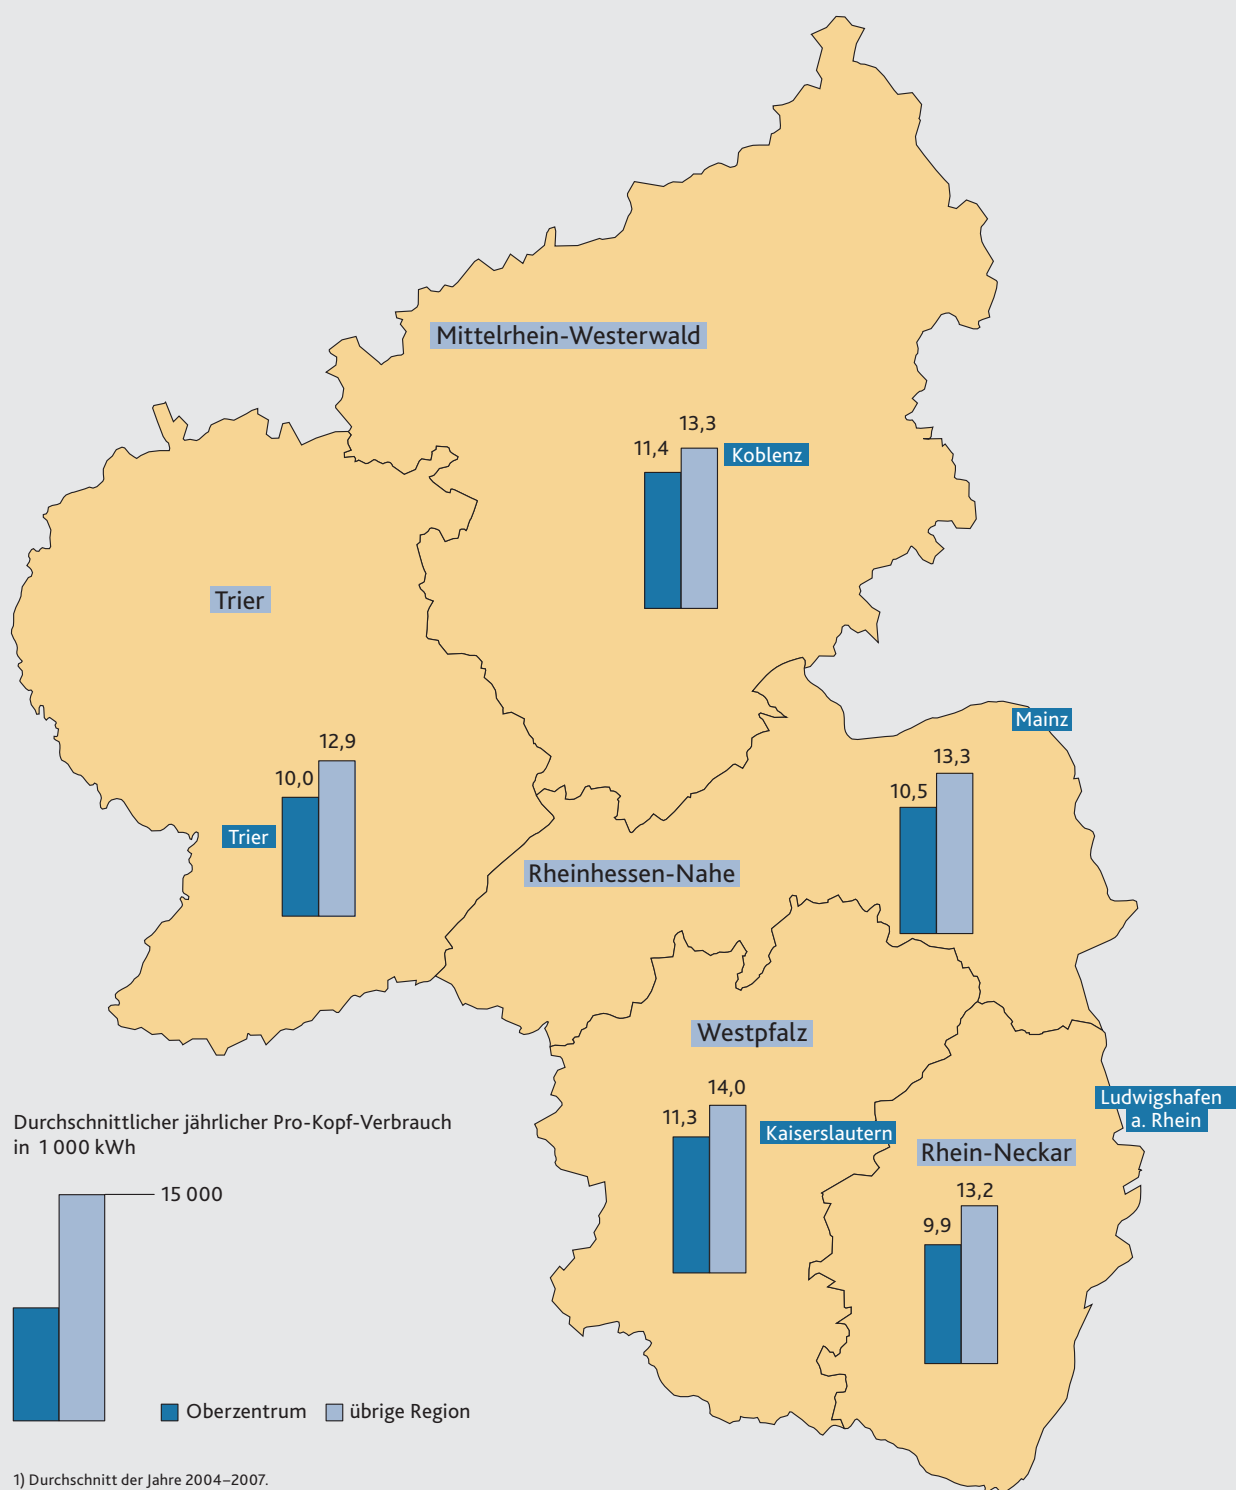 Mittelrhein-Westerwald
13,3
11,4
Koblenz
Trier
12,9
10,0
Trier
Mainz
13,3
10,5
Rheinhessen-Nahe
Westpfalz
14,0
11,3
Kaiserslautern
Ludwigshafen
a. Rhein
Rhein-Neckar
13,2
9,9
Durchschnittlicher jährlicher Pro-Kopf-Verbrauch
in 1 000 kWh
15 000
Oberzentrum
übrige Region
1) Durchschnitt der Jahre 2004–2007.